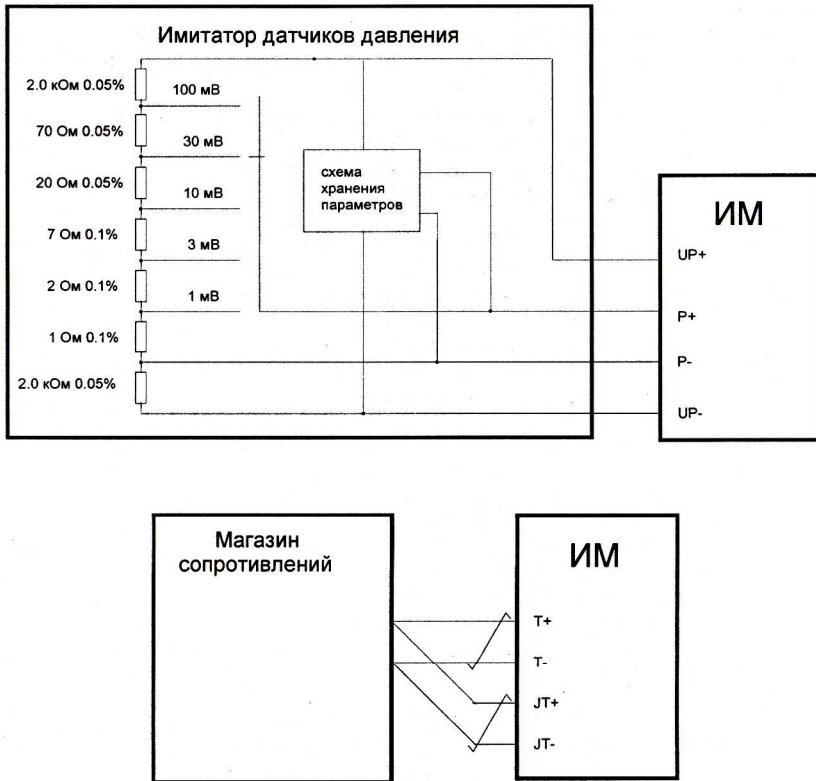 Имитатор датчиков давления
2.0 кОм 0.05%
100 мВ
70 Ом 0.05%
30 мВ
20 Ом 0.05%
10 мВ
7 Ом 0.1%
3 мВ
2 Ом 0.1%
1 мВ
1 Ом 0.1%
2.0 кОм 0.05%
схема
хранения
параметров
ИМ
UP+
P+
P-
UP-
Магазин
сопротивлений
ИМ
T+
T-
JT+
JT-